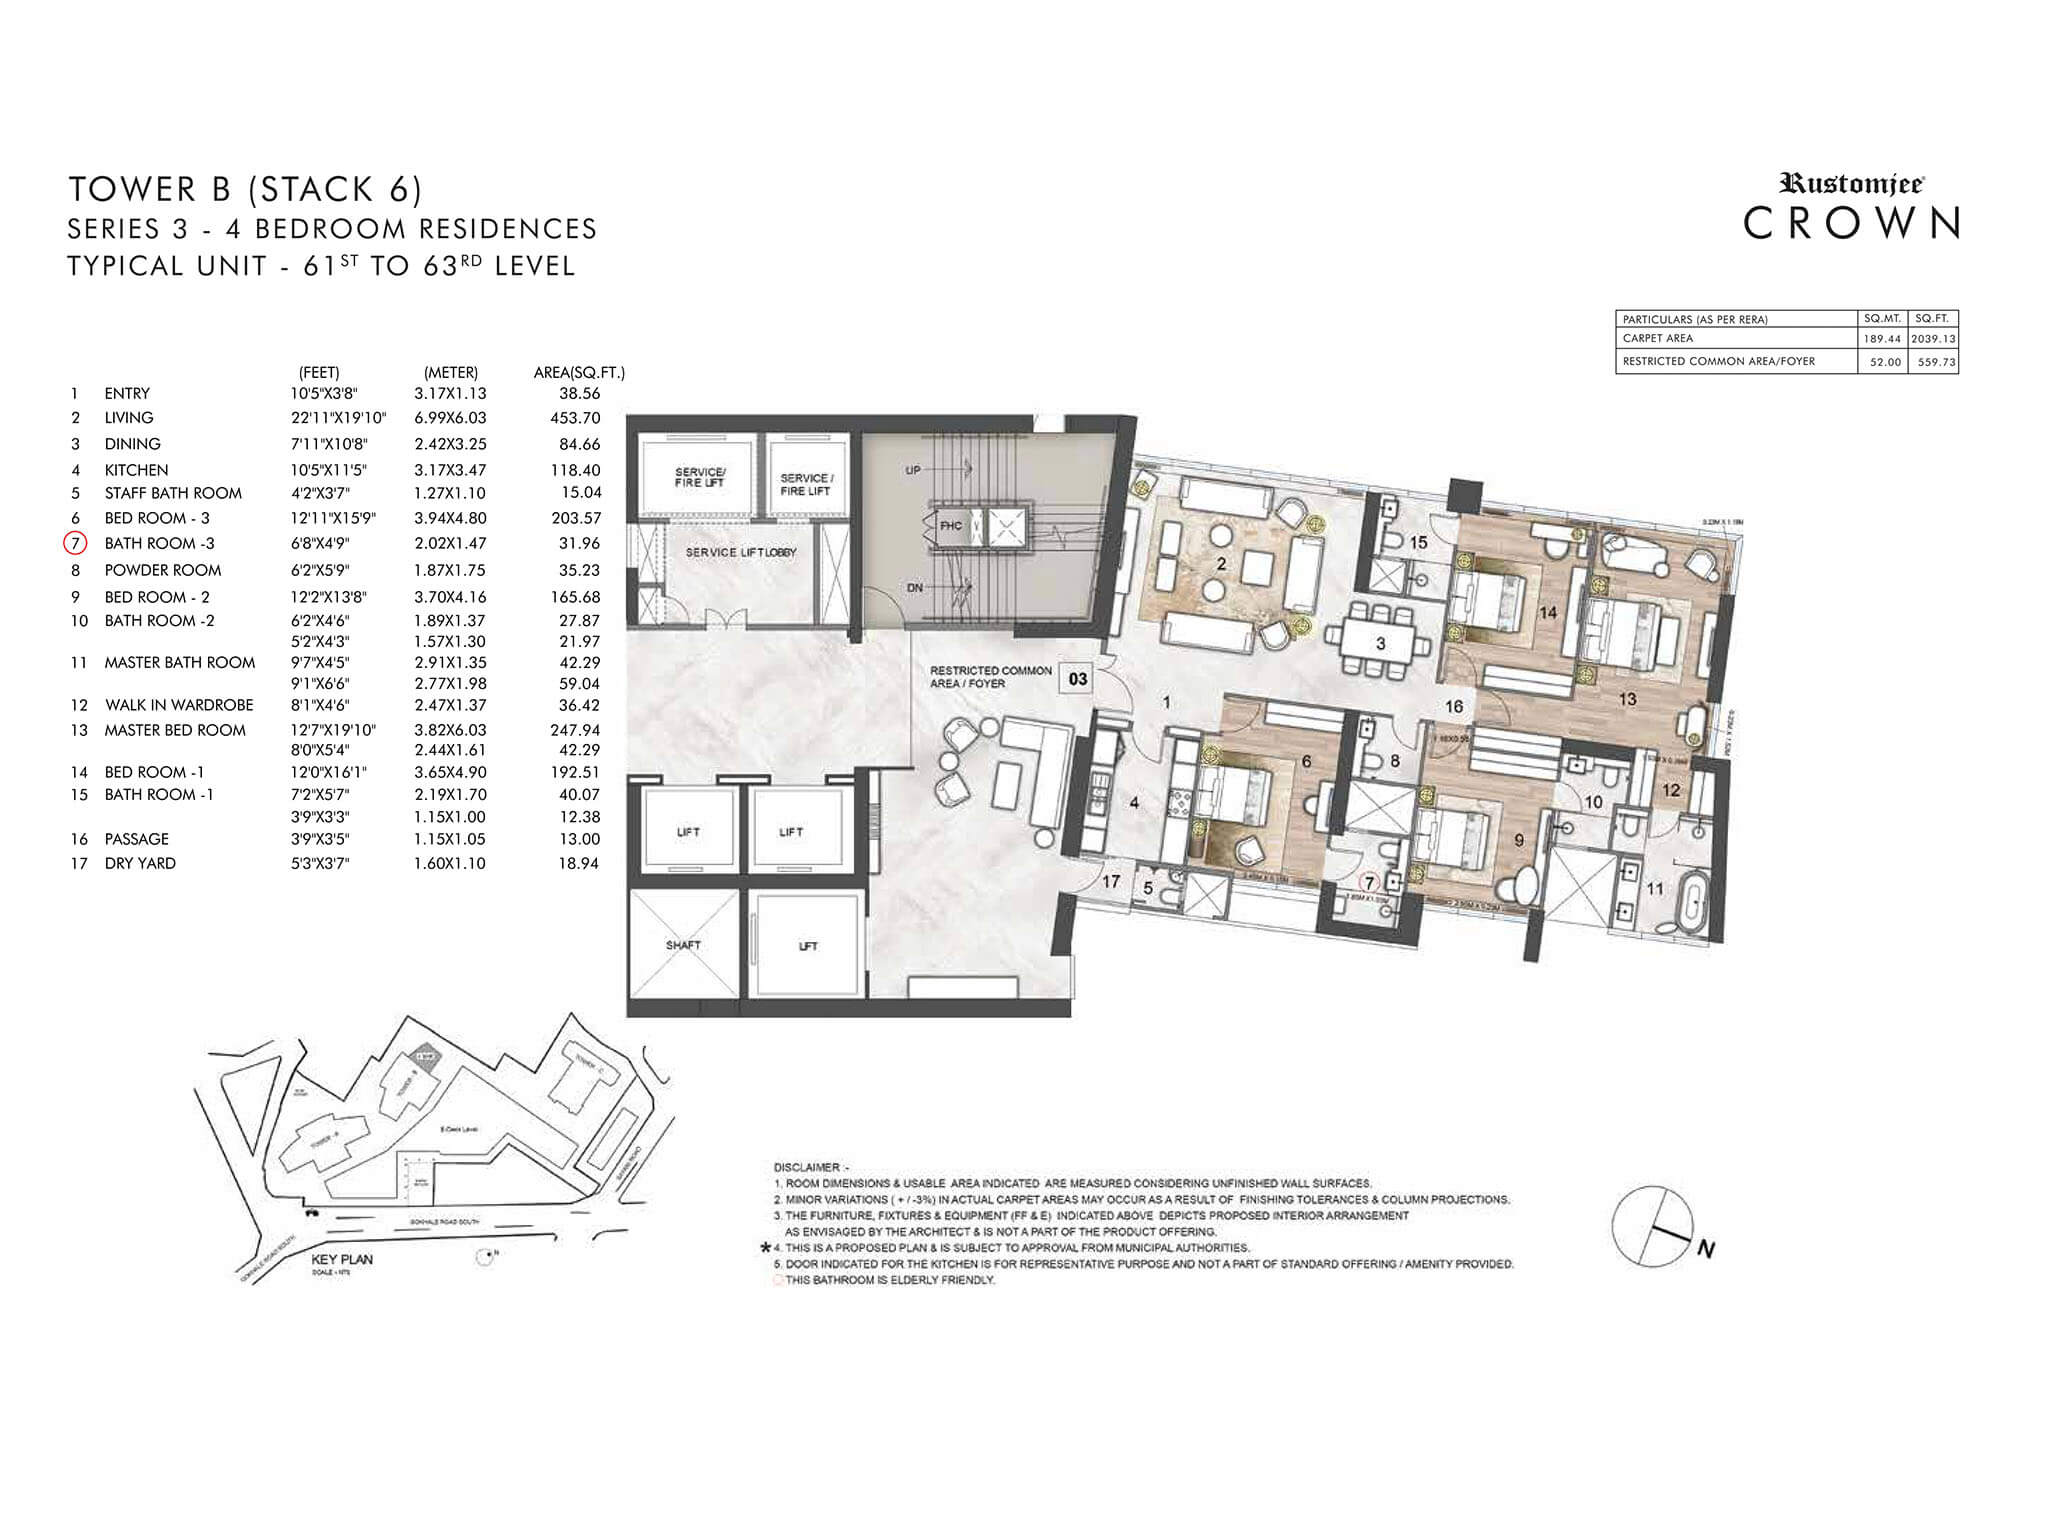 TOWER B (STACK 6)
SERIES 3 - 4 BEDROOM RESIDENCES
TYPICAL UNIT - 61ST TO 63RD LEVEL
Rustomjee
CROWN
PARTICULARS (AS PER RERA) SQ.MT. SQ.FT.
CARPET AREA 189.44 2039.13
RESTRICTED COMMON AREA/FOYER 52.00 559.73
(FEET) (METER) AREA(SQ.FT.)
1 ENTRY 10'5"X3'8" 3.17X1.13 38.56
2 LIVING 22'11"X19'10" 6.99X6.03 453.70
3 DINING 7'11"X10'8" 2.42X3.25 84.66
4 KITCHEN 10'5"X11'5" 3.17X3.47 118.40
5 STAFF BATH ROOM 4'2"X3'7" 1.27X1.10 15.04
6 BED ROOM - 3 12'11"X15'9" 3.94X4.80 203.57
7 BATH ROOM -3 6'8"X4'9" 2.02X1.47 31.96
8 POWDER ROOM 6'2"X5'9" 1.87X1.75 35.23
9 BED ROOM - 2 12'2"X13'8" 3.70X4.16 165.68
10 BATH ROOM -2 6'2"X4'6" 1.89X1.37 27.87
5'2"X4'3" 1.57X1.30 21.97
11 MASTER BATH ROOM 9'7"X4'5" 2.91X1.35 42.29
9'1"X6'6" 2.77X1.98 59.04
12 WALK IN WARDROBE 8'1"X4'6" 2.47X1.37 36.42
13 MASTER BED ROOM 12'7"X19'10" 3.82X6.03 247.94
8'0"X5'4" 2.44X1.61 42.29
14 BED ROOM -1 12'0"X16'1" 3.65X4.90 192.51
15 BATH ROOM -1 7'2"X5'7" 2.19X1.70 40.07
3'9"X3'3" 1.15X1.00 12.38
16 PASSAGE 3'9"X3'5" 1.15X1.05 13.00
17 DRY YARD 5'3"X3'7" 1.60X1.10 18.94
SERVICE/
FIRE LIFT
SERVICE /
FIRE LIFT
SERVICE LIFT LOBBY
UP
FHC
DN
RESTRICTED COMMON
AREA / FOYER
03
LIFT
LIFT
SHAFT
LIFT
1
2
3
4
5
6
7
8
9
10
11
12
13
14
15
16
17
TOWER - A
TOWER - B
TOWER - C
E-Deck Level
GOKHALE ROAD SOUTH
GOKHALE ROAD SOUTH
SAYANI ROAD
KEY PLAN
SCALE - NTS
N
DISCLAIMER :-
1. ROOM DIMENSIONS & USABLE AREA INDICATED ARE MEASURED CONSIDERING UNFINISHED WALL SURFACES.
2. MINOR VARIATIONS ( + / -3%) IN ACTUAL CARPET AREAS MAY OCCUR AS A RESULT OF FINISHING TOLERANCES & COLUMN PROJECTIONS.
3. THE FURNITURE, FIXTURES & EQUIPMENT (FF & E) INDICATED ABOVE DEPICTS PROPOSED INTERIOR ARRANGEMENT
AS ENVISAGED BY THE ARCHITECT & IS NOT A PART OF THE PRODUCT OFFERING.
*4. THIS IS A PROPOSED PLAN & IS SUBJECT TO APPROVAL FROM MUNICIPAL AUTHORITIES.
5. DOOR INDICATED FOR THE KITCHEN IS FOR REPRESENTATIVE PURPOSE AND NOT A PART OF STANDARD OFFERING / AMENITY PROVIDED.
THIS BATHROOM IS ELDERLY FRIENDLY.
N